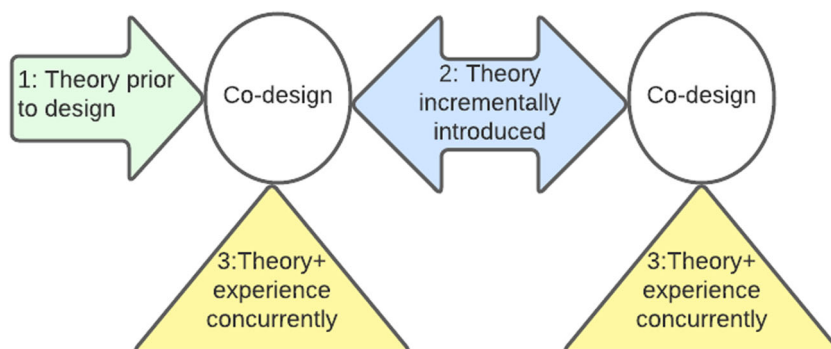 1: Theory prior
to design
Co-design
2: Theory
incrementally
introduced
Co-design
3:Theory+
experience
concurrently
3:Theory+
experience
concurrently